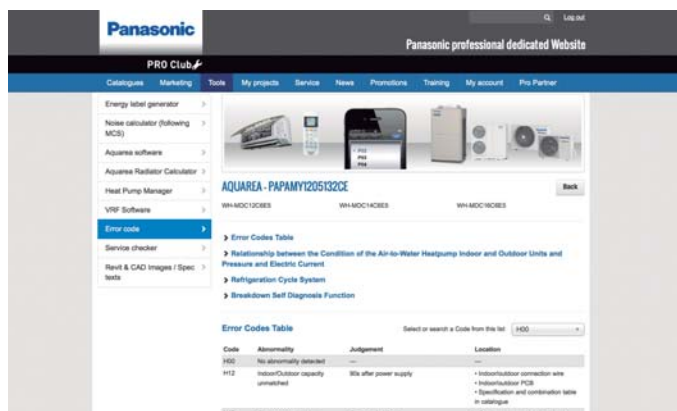 Log out
Panasonic
Panasonic professional dedicated Website
PRO Club
Catalogues Marketing Tools My projects Service News Promotions Training My account Pro Partner
Energy label generator
Noise calculator (following MCS)
Aquarea software
Aquarea Radiator Calculator
Heat Pump Manager
VRF Software
Error code
Service checker
Revit & CAD images / Spec texts
AQUAREA - PAPAMY1205132CE
Back
WH-MDC12C6E5 WH-MDC14C6E5 WH-MDC16C6E5
Error Codes Table
Relationship between the Condition of the Air-to-Water Heatpump Indoor and Outdoor Units and
Pressure and Electric Current
Refrigeration Cycle System
Breakdown Self Diagnosis Function
Error Codes Table
Select or search a Code from this list H00
Code Abnormality Judgement Location
H00 No abnormality detected — —
H12 Indoor/Outdoor capacity unmatched 90s after power supply • Indoor/outdoor connection wire
• Indoor/outdoor PCB
• Specification and combination table
in catalogue